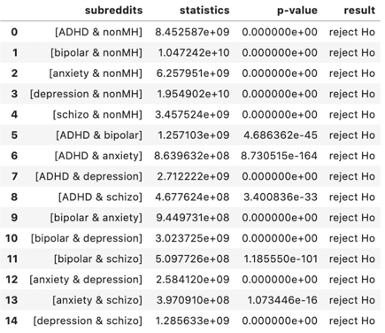 subreddits statistics p-value result
0 [ADHD & nonMH] 8.452587e+09 0.000000e+00 reject Ho
1 [bipolar & nonMH] 1.047242e+10 0.000000e+00 reject Ho
2 [anxiety & nonMH] 6.257951e+09 0.000000e+00 reject Ho
3 [depression & nonMH] 1.954902e+10 0.000000e+00 reject Ho
4 [schizo & nonMH] 3.457524e+09 0.000000e+00 reject Ho
5 [ADHD & bipolar] 1.257103e+09 4.686362e-45 reject Ho
6 [ADHD & anxiety] 8.639632e+08 8.730515e-164 reject Ho
7 [ADHD & depression] 2.712222e+09 0.000000e+00 reject Ho
8 [ADHD & schizo] 4.677624e+08 3.400836e-33 reject Ho
9 [bipolar & anxiety] 9.449731e+08 0.000000e+00 reject Ho
10 [bipolar & depression] 3.023725e+09 0.000000e+00 reject Ho
11 [bipolar & schizo] 5.097726e+08 1.185550e-101 reject Ho
12 [anxiety & depression] 2.584120e+09 0.000000e+00 reject Ho
13 [anxiety & schizo] 3.970910e+08 1.073446e-16 reject Ho
14 [depression & schizo] 1.285633e+09 0.000000e+00 reject Ho